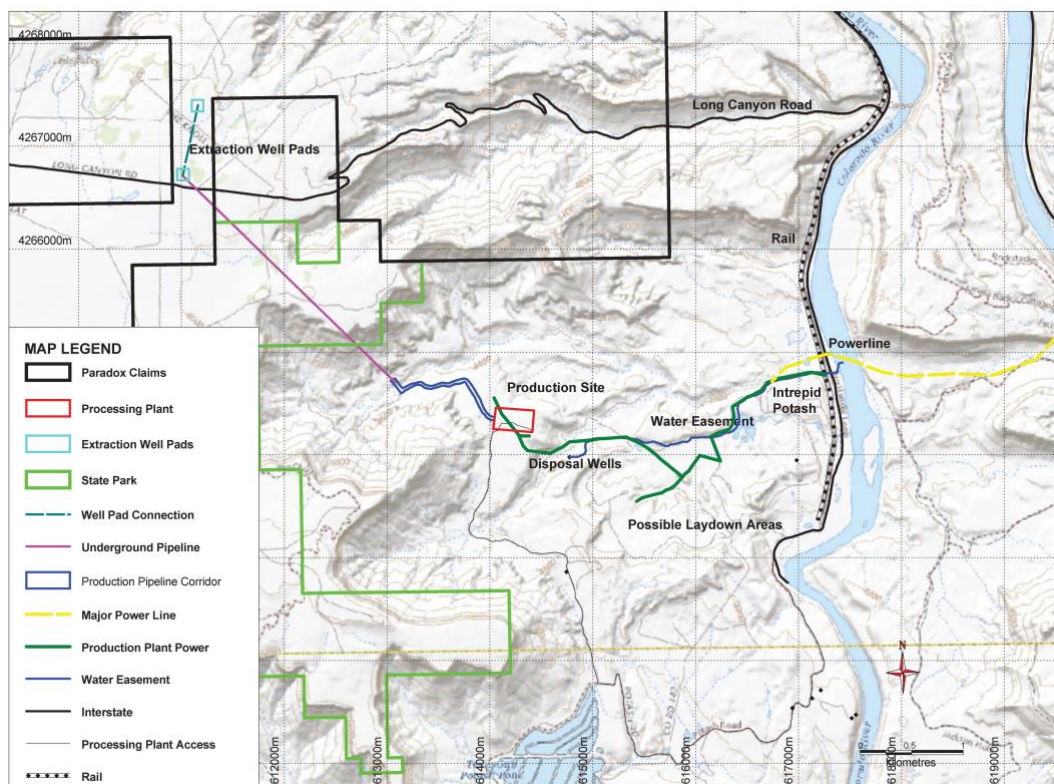 4268000m
Long Canyon Road
4267000m
Extraction Well Pads
LONG CANYON RD
Colorado River
4266000m
Rail
Powerline
MAP LEGEND
Paradox Claims
Processing Plant
Extraction Well Pads
State Park
Well Pad Connection
Underground Pipeline
Production Pipeline Corridor
Major Power Line
Production Plant Power
Water Easement
Interstate
Processing Plant Access
Rail
Production Site
Intrepid
Potash
Water Easement
Disposal Wells
Possible Laydown Areas
N
612000m
613000m
614000m
615000m
616000m
617000m
618000m
619000m
0.5
1
Kilometres